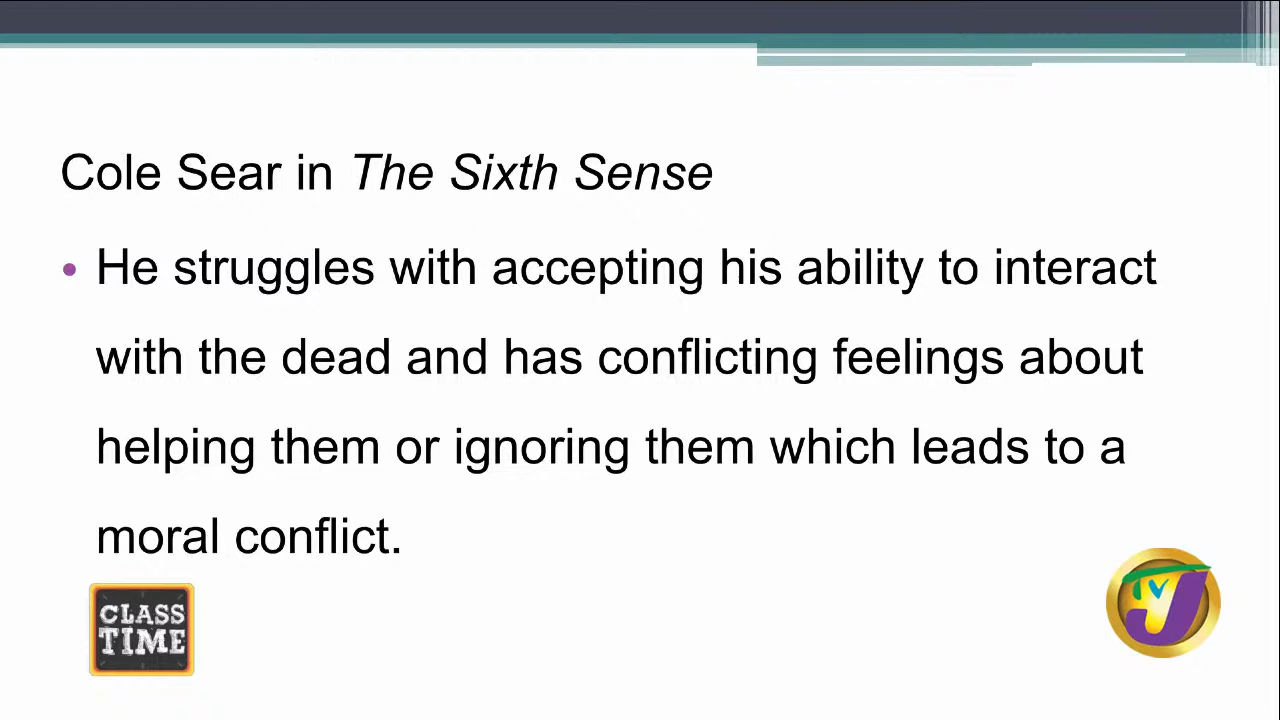 Cole Sear in The Sixth Sense
• He struggles with accepting his ability to interact
with the dead and has conflicting feelings about
helping them or ignoring them which leads to a
moral conflict.
CLASS
TIME
TVJ